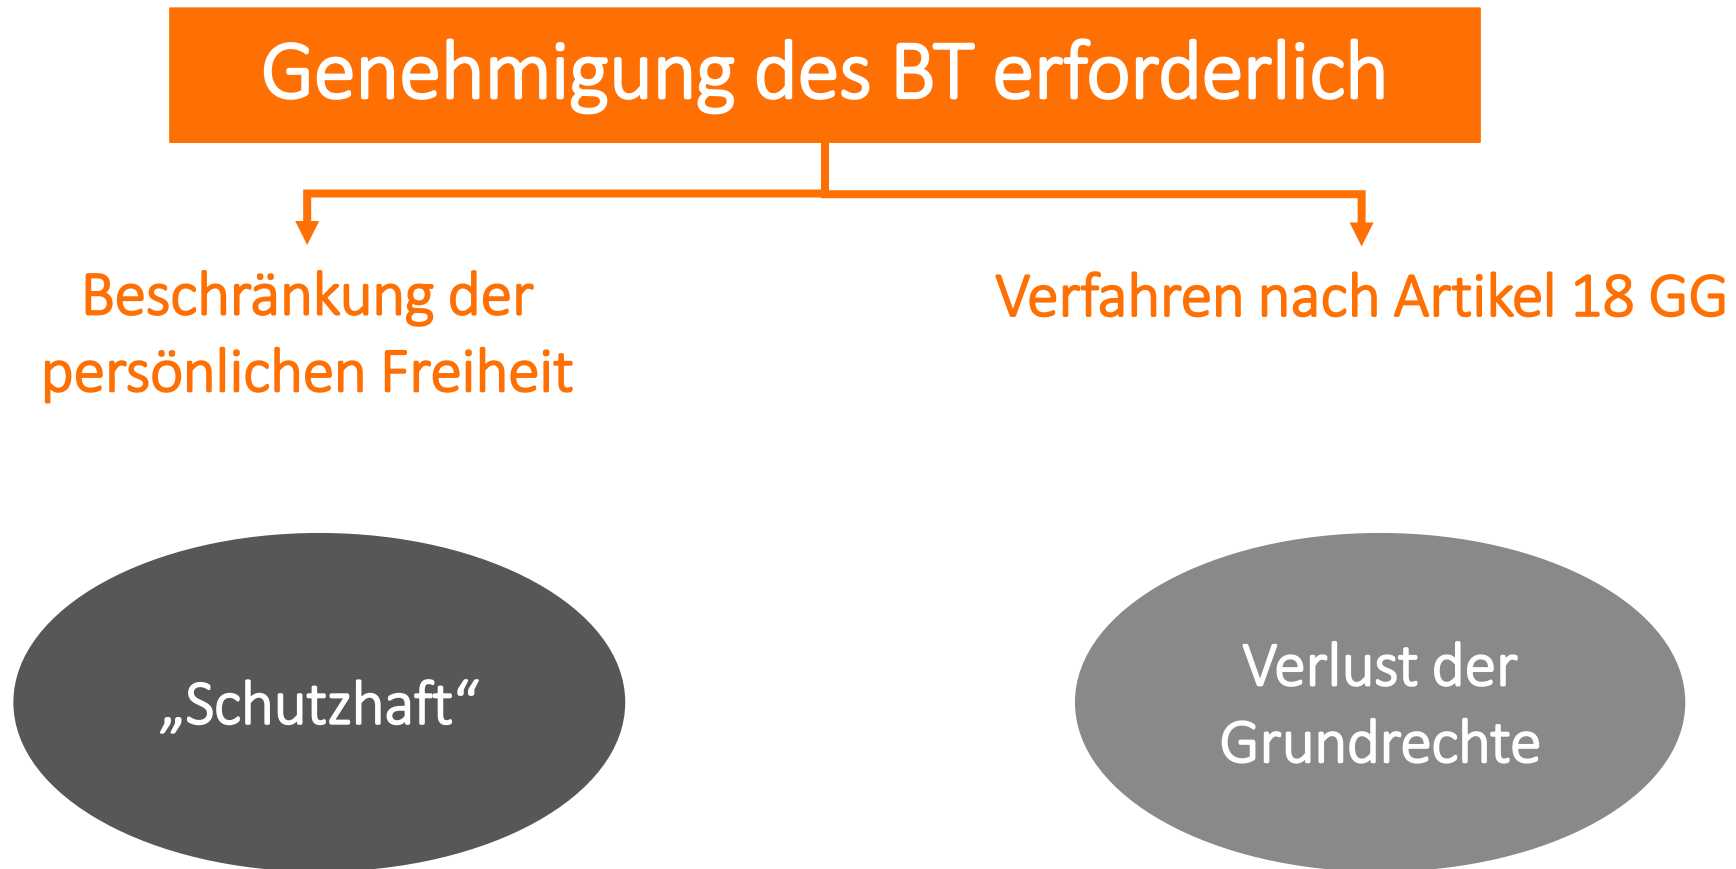 Genehmigung des BT erforderlich
Beschränkung der
persönlichen Freiheit
Verfahren nach Artikel 18 GG
„Schutzhaft“
Verlust der
Grundrechte